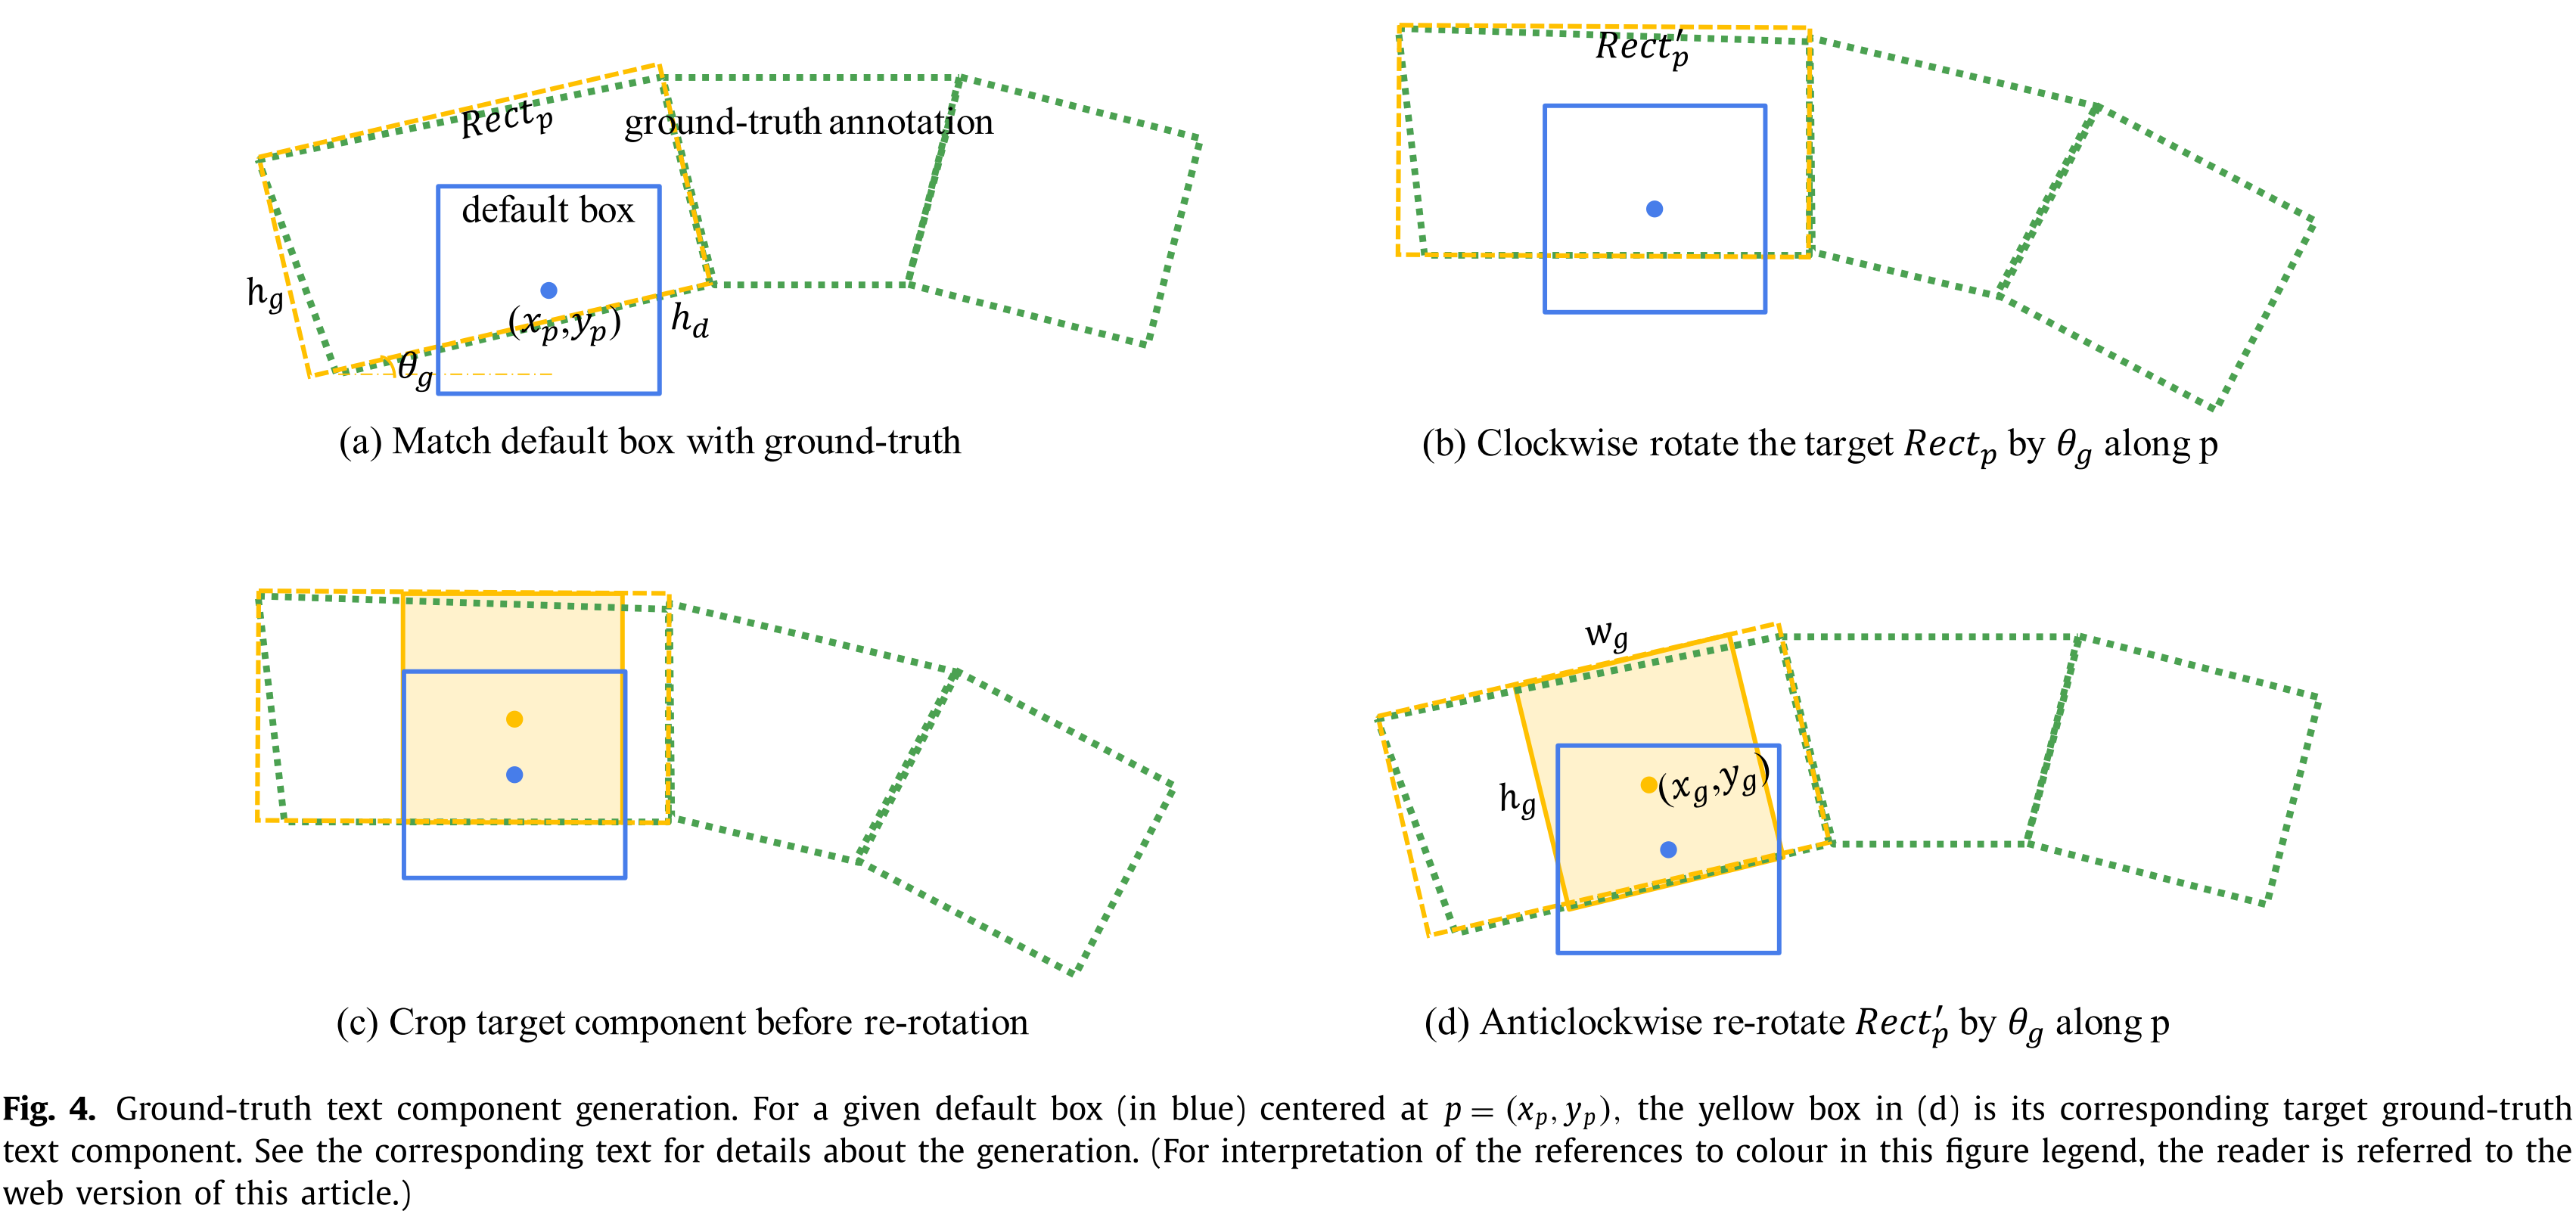 Rect_p
ground-truth annotation
default box
h_g
(x_p,y_p)
h_d
θ_g
(a) Match default box with ground-truth
Rect′_p
(b) Clockwise rotate the target Rect_p by θ_g along p
(c) Crop target component before re-rotation
w_g
h_g
(x_g,y_g)
(d) Anticlockwise re-rotate Rect′_p by θ_g along p
Fig. 4. Ground-truth text component generation. For a given default box (in blue) centered at p = (x_p, y_p), the yellow box in (d) is its corresponding target ground-truth
text component. See the corresponding text for details about the generation. (For interpretation of the references to colour in this figure legend, the reader is referred to the
web version of this article.)